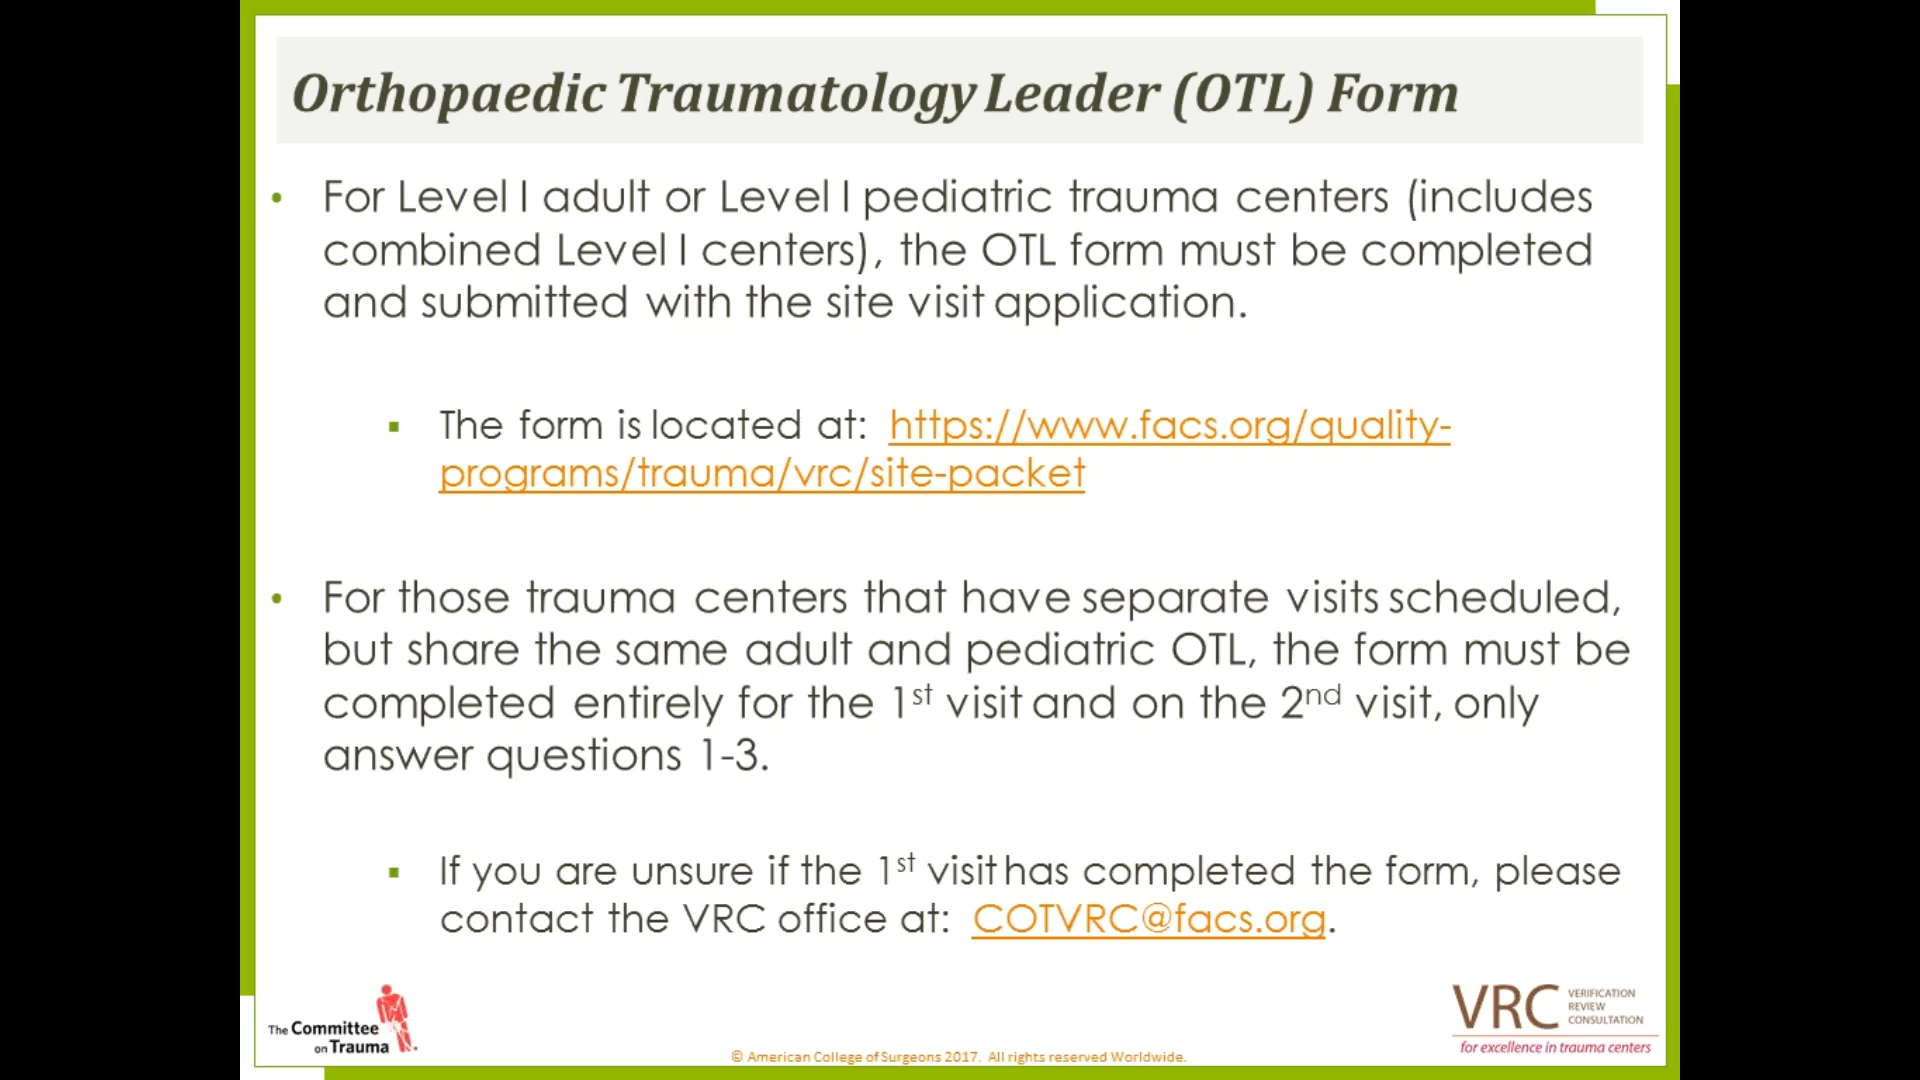 Orthopaedic Traumatology Leader (OTL) Form
• For Level I adult or Level I pediatric trauma centers (includes
combined Level I centers), the OTL form must be completed
and submitted with the site visit application.
▪ The form is located at: https://www.facs.org/quality-
programs/trauma/vrc/site-packet
• For those trauma centers that have separate visits scheduled,
but share the same adult and pediatric OTL, the form must be
completed entirely for the 1st visit and on the 2nd visit, only
answer questions 1-3.
▪ If you are unsure if the 1st visit has completed the form, please
contact the VRC office at: COTVRC@facs.org.
The Committee
on Trauma
© American College of Surgeons 2017. All rights reserved Worldwide.
VRC
VERIFICATION
REVIEW
CONSULTATION
for excellence in trauma centers